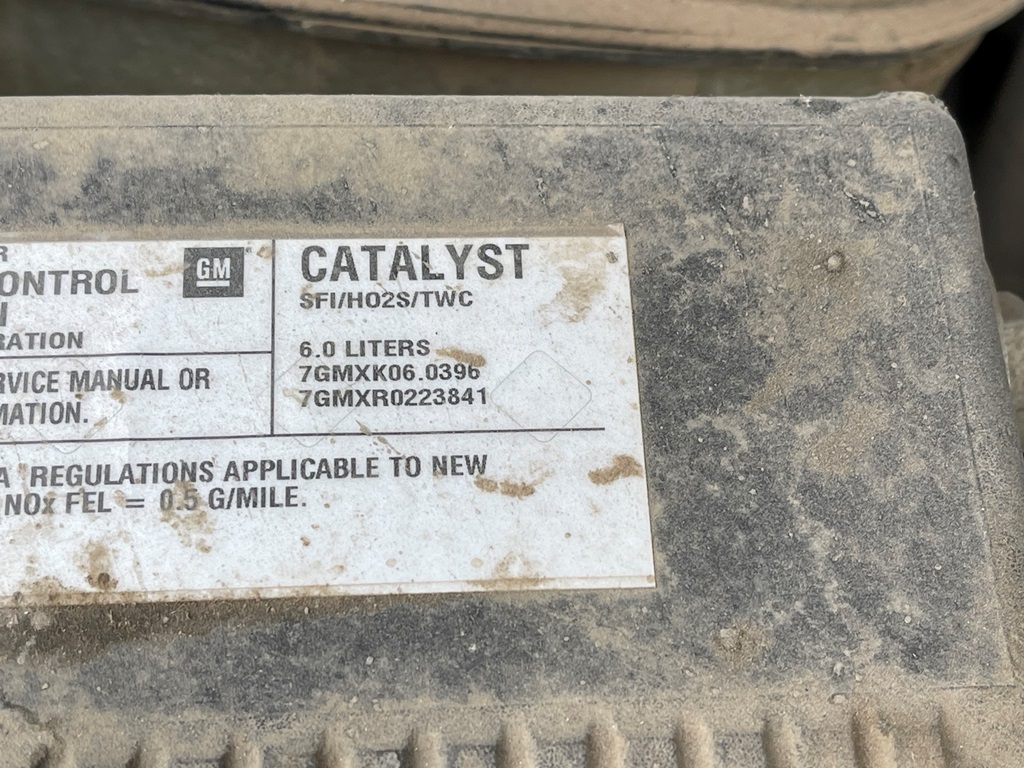 R
ONTROL
GM
RATION
RVICE MANUAL OR
MATION.
CATALYST
SFI/HO2S/TWC
6.0 LITERS
7GMXK06.0396
7GMXR0223841
A REGULATIONS APPLICABLE TO NEW
NOx FEL = 0.5 G/MILE.